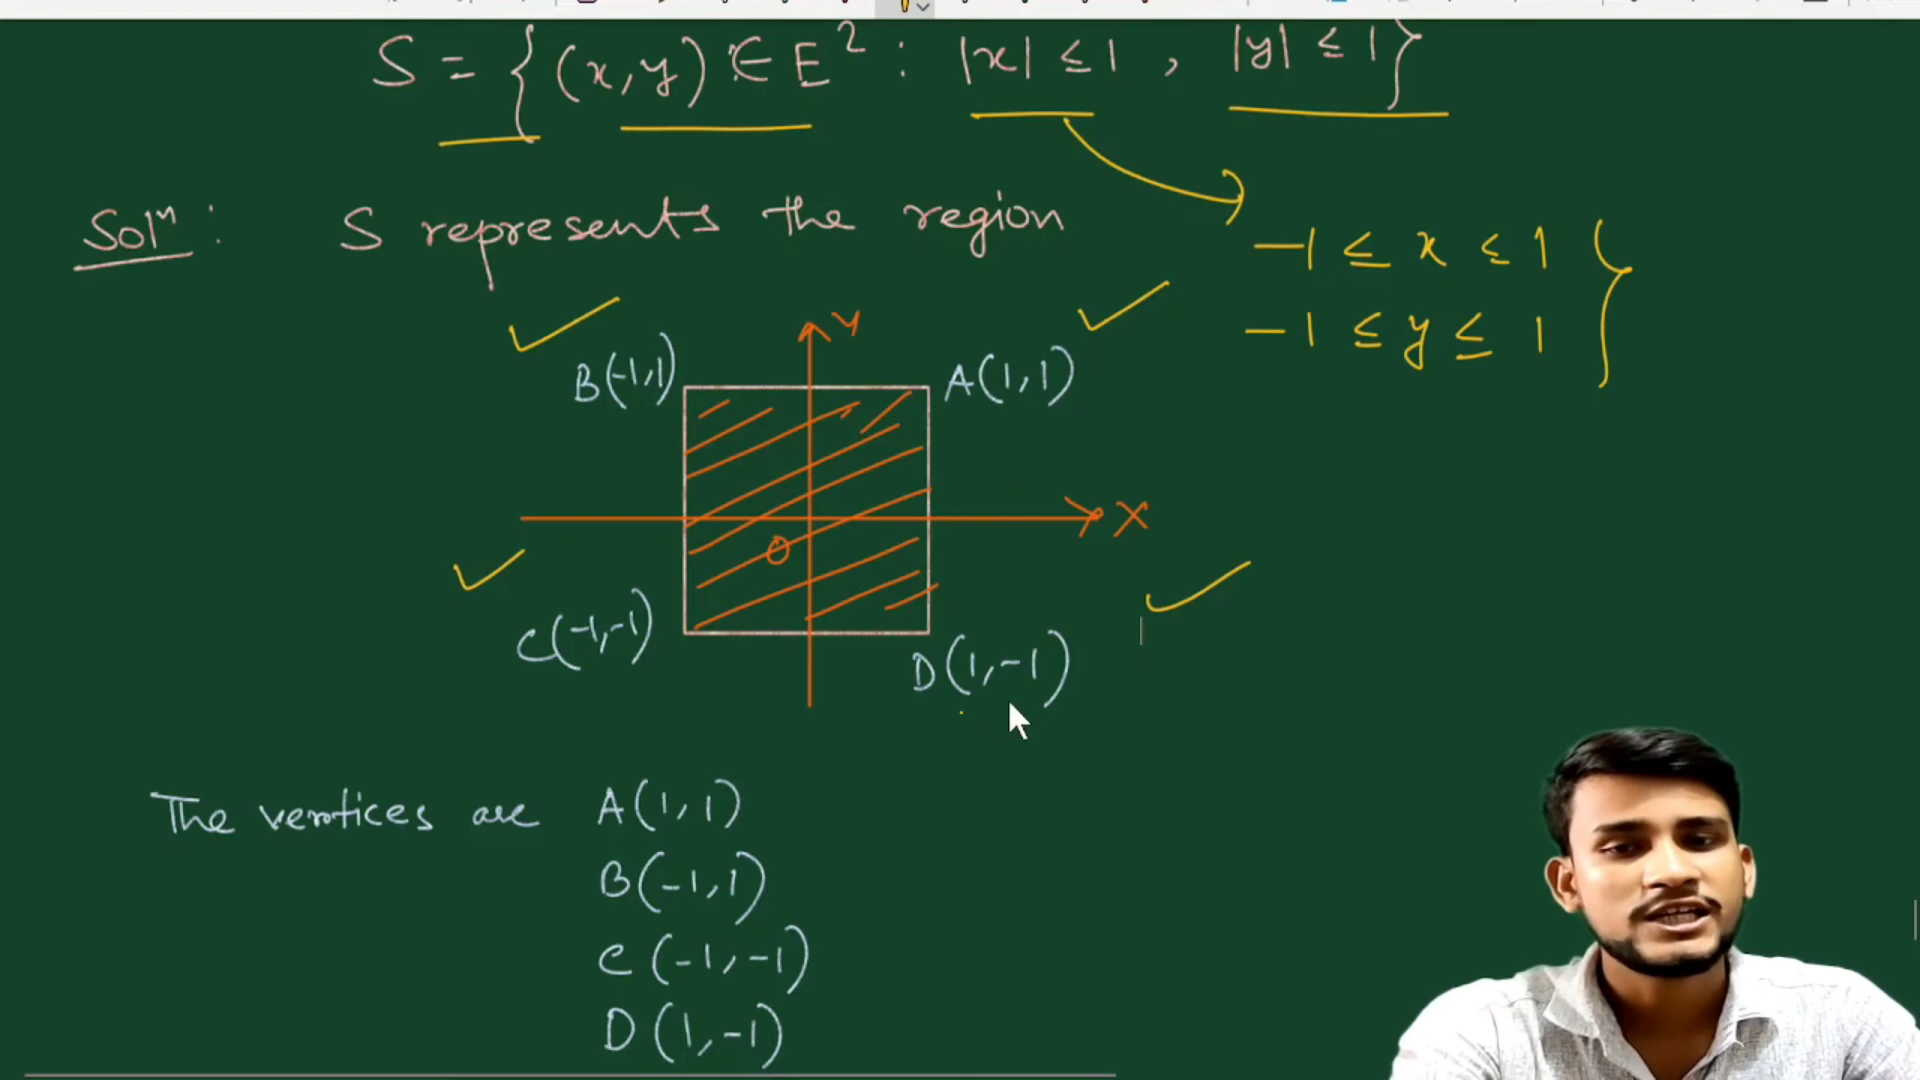 S = { (x,y) ∈ E² : |x| ≤ 1 , |y| ≤ 1}
Solⁿ : S represents the region
-1 ≤ x ≤ 1
-1 ≤ y ≤ 1 }
Y
B(-1,1) A(1,1)
X
O
C(-1,-1) D(1,-1)
The vertices are A(1,1)
B(-1,1)
C(-1,-1)
D(1,-1)